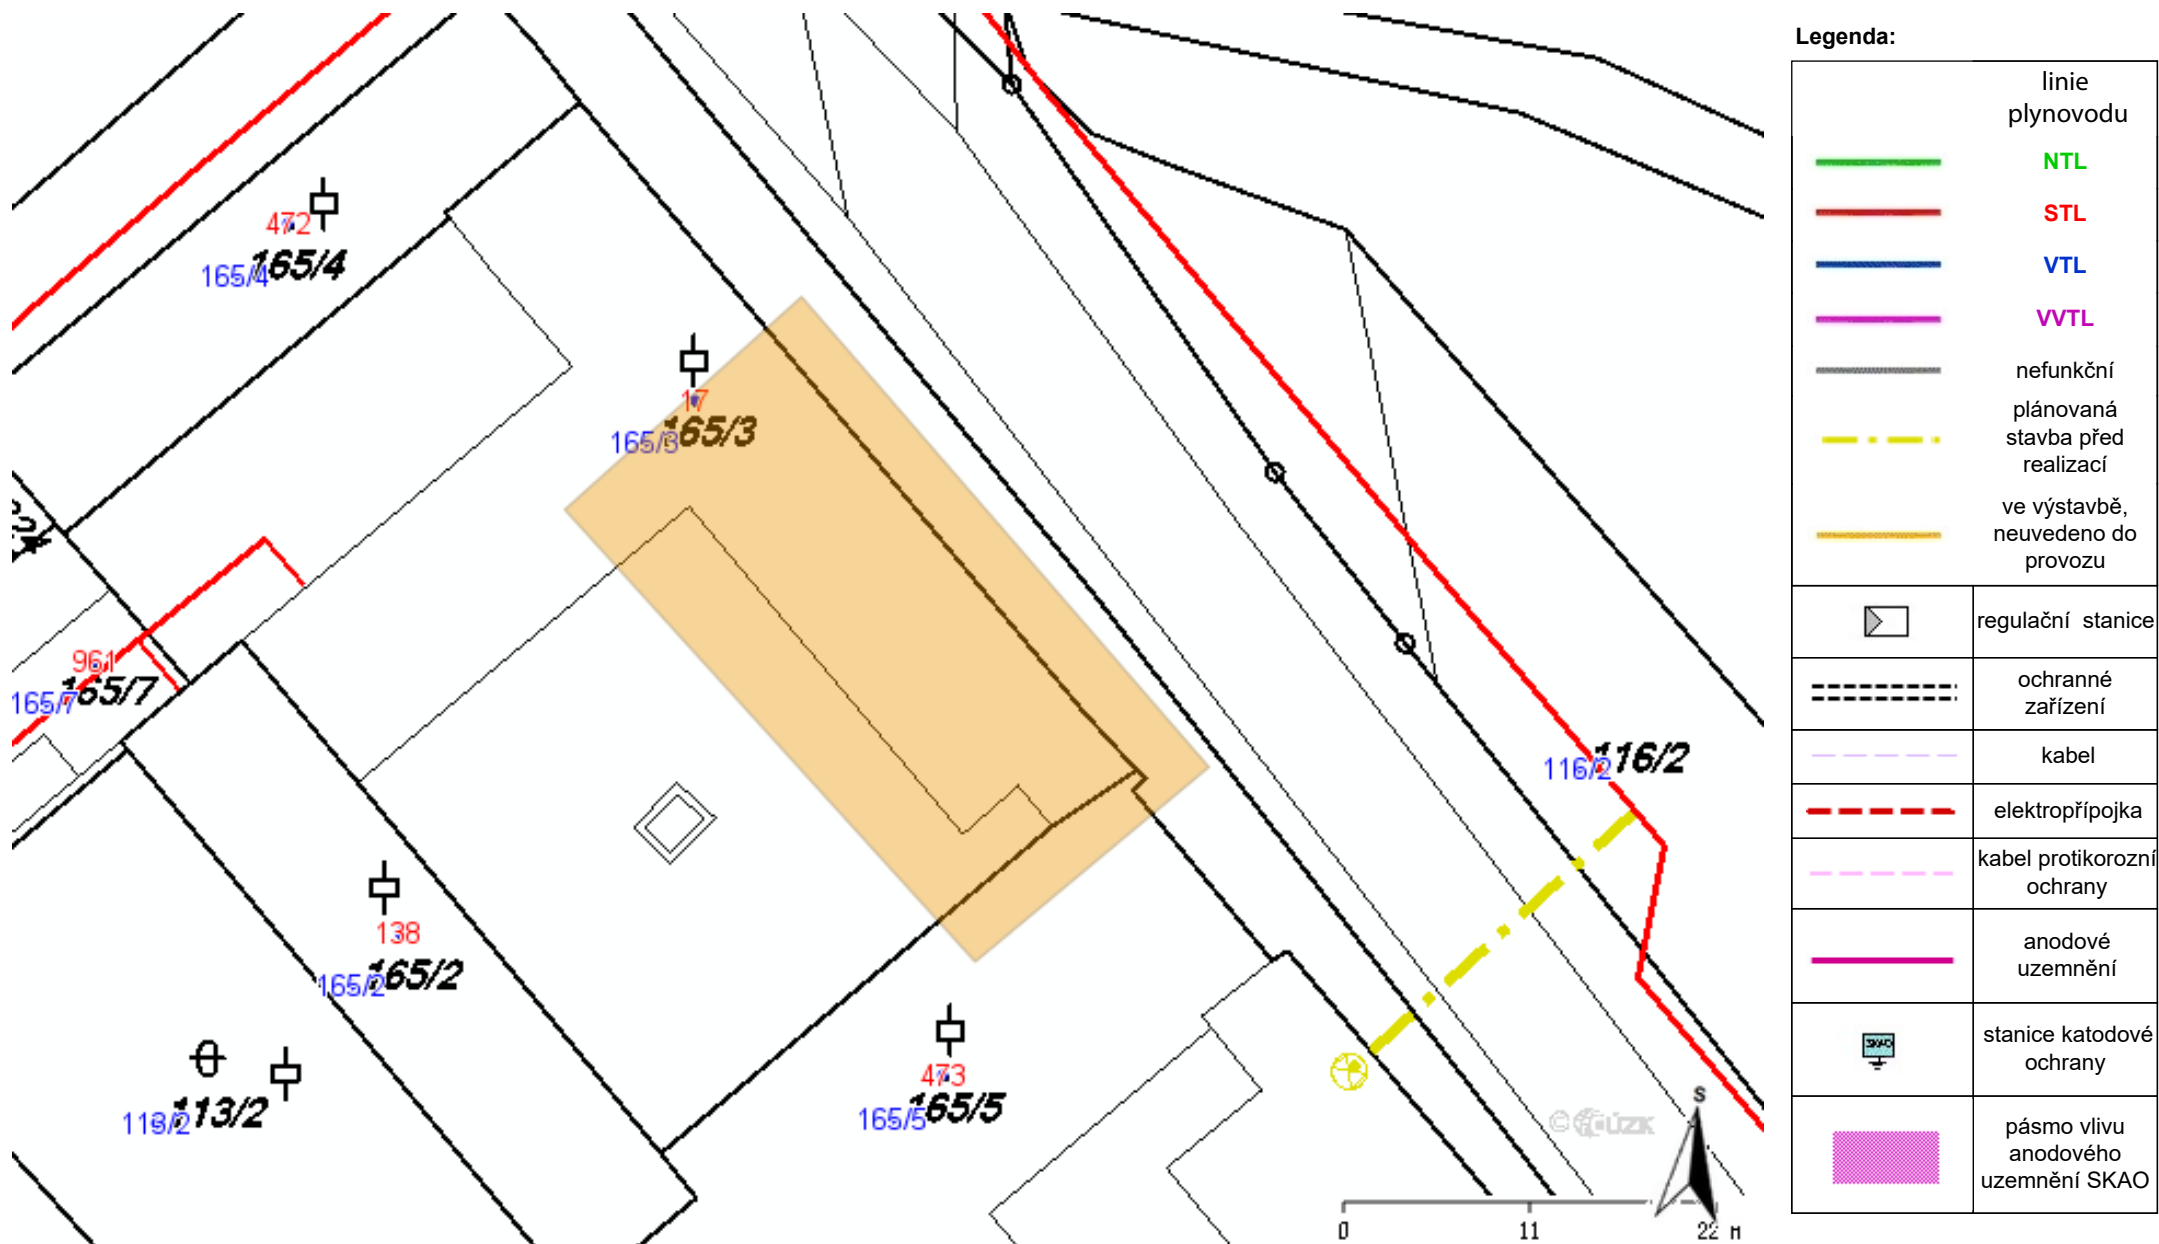 472
165/4
165/4
17
165/3
165/3
961
165/7
165/7
116/2
116/2
138
165/2
165/2
473
165/5
165/5
113/2
113/2
©
S
0
11
22 M
Legenda:
linie
plynovodu
NTL
STL
VTL
VVTL
nefunkční
plánovaná
stavba před
realizací
ve výstavbě,
neuvedeno do
provozu
regulační stanice
ochranné
zařízení
kabel
elektropřípojka
kabel protikorozní
ochrany
anodové
uzemnění
SKAO
stanice katodové
ochrany
pásmo vlivu
anodového
uzemnění SKAO